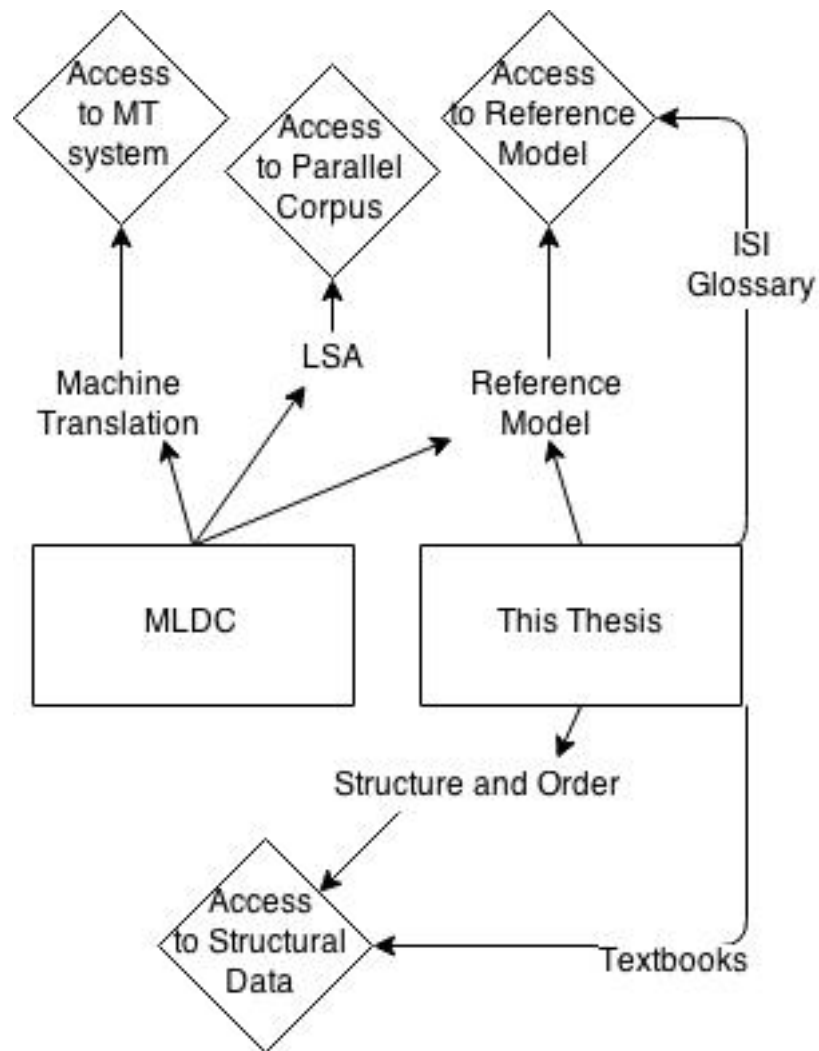 Access
to MT
system
Access
to Parallel
Corpus
Access
to Reference
Model
ISI
Glossary
LSA
Machine
Translation
Reference
Model
MLDC
This Thesis
Structure and Order
Access
to Structural
Data
Textbooks